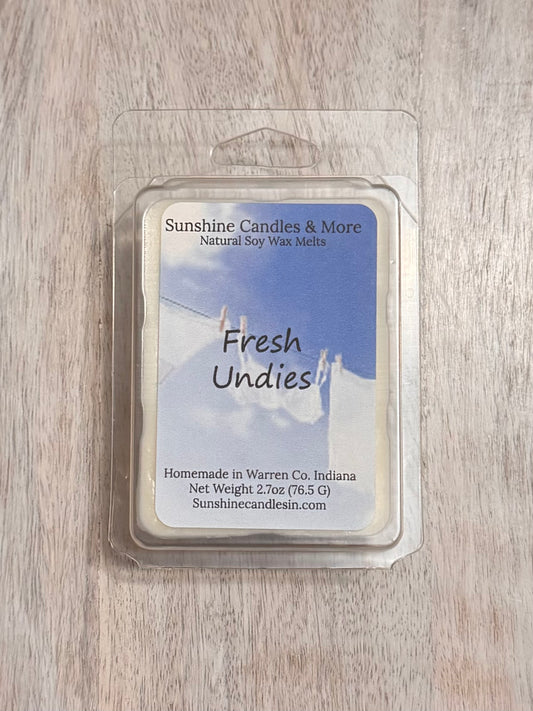 Sunshine Candles & More
Natural Soy Wax Melts
Fresh
Undies
Homemade in Warren Co. Indiana
Net Weight 2.7oz (76.5 G)
Sunshinecandlesin.com